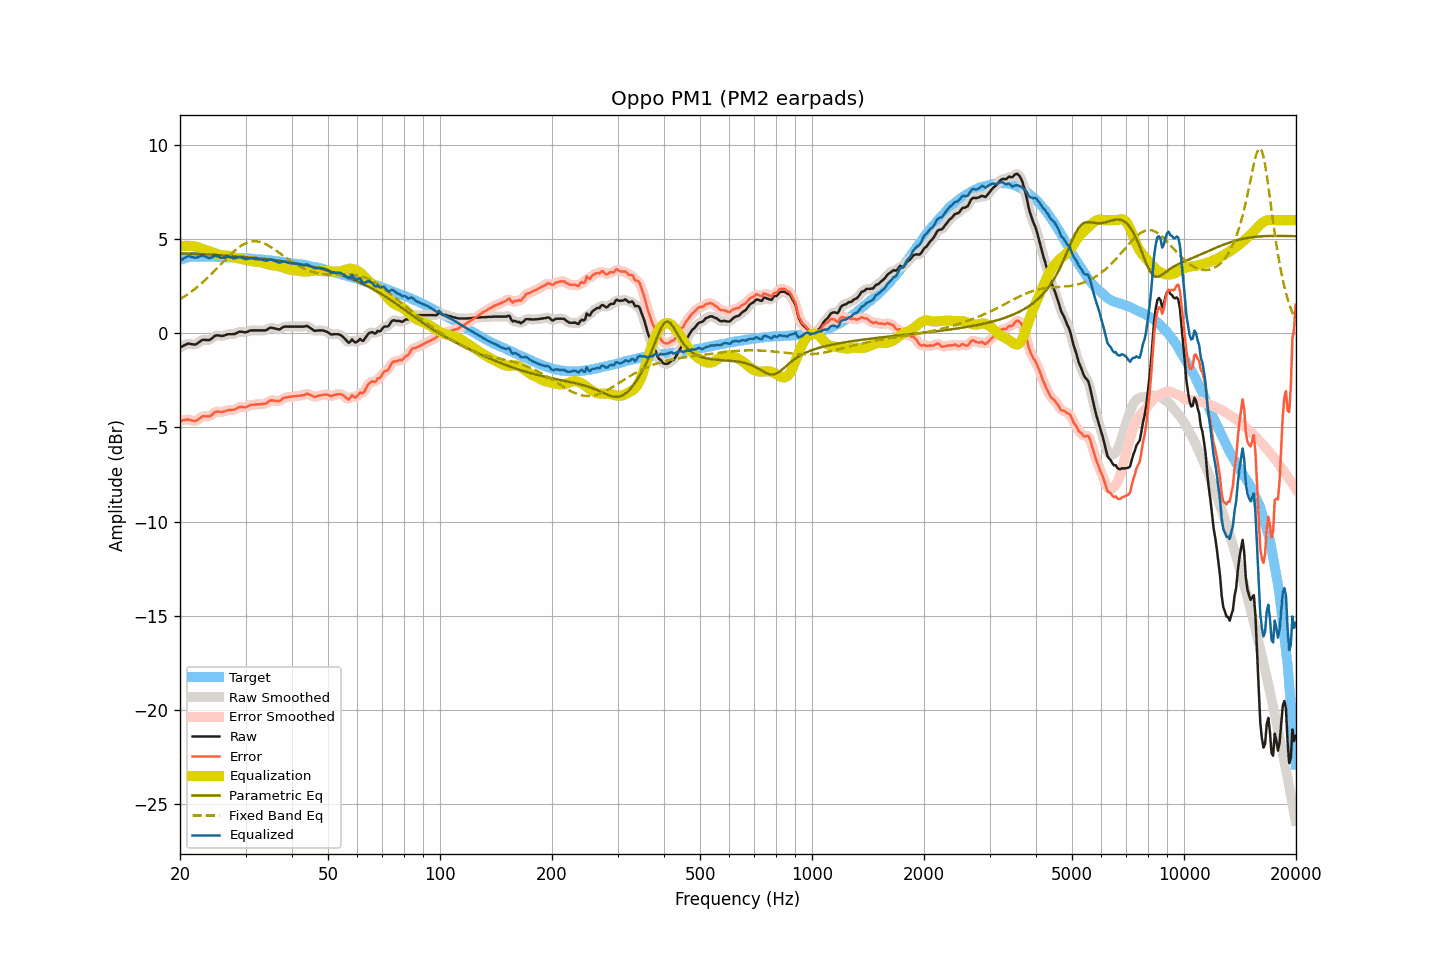 Oppo PM1 (PM2 earpads)
10
5
0
−5
−10
−15
−20
−25
Amplitude (dBr)
Target
Raw Smoothed
Error Smoothed
Raw
Error
Equalization
Parametric Eq
Fixed Band Eq
Equalized
20 50 100 200 500 1000 2000 5000 10000 20000
Frequency (Hz)